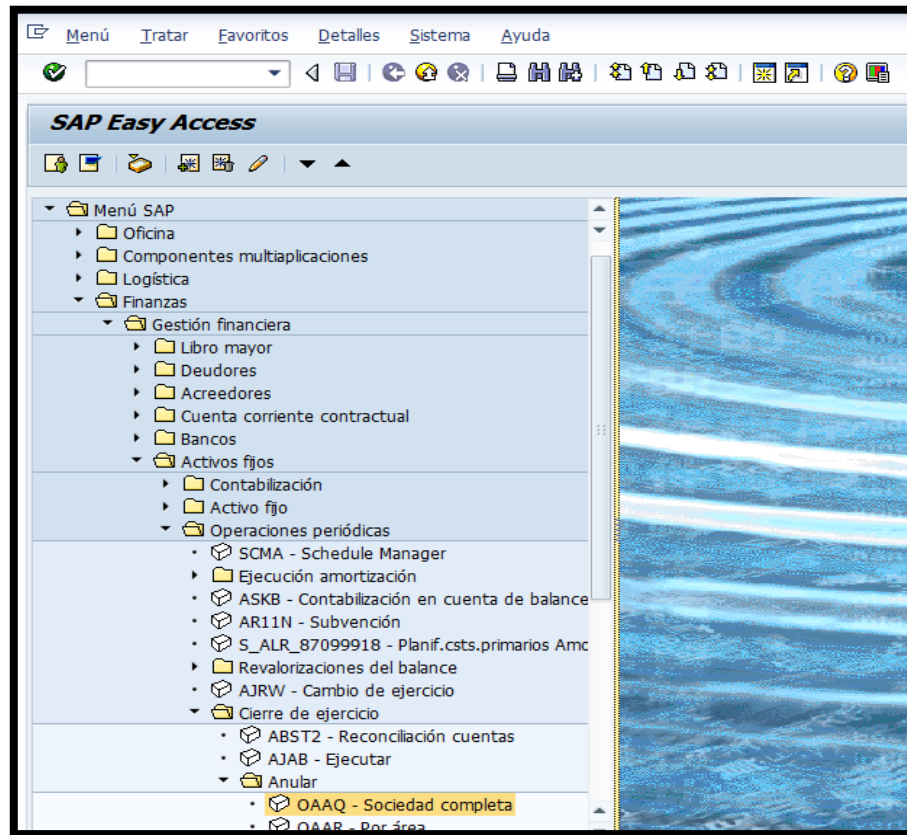 Menú Tratar Favoritos Detalles Sistema Ayuda
SAP Easy Access
Menú SAP
Oficina
Componentes multiaplicaciones
Logística
Finanzas
Gestión financiera
Libro mayor
Deudores
Acreedores
Cuenta corriente contractual
Bancos
Activos fijos
Contabilización
Activo fijo
Operaciones periódicas
SCMA - Schedule Manager
Ejecución amortización
ASKB - Contabilización en cuenta de balance
AR11N - Subvención
S_ALR_87099918 - Planif.csts.primarios Amo
Revalorizaciones del balance
AJRW - Cambio de ejercicio
Cierre de ejercicio
ABST2 - Reconciliación cuentas
AJAB - Ejecutar
Anular
OAAQ - Sociedad completa
OAAR - Por área